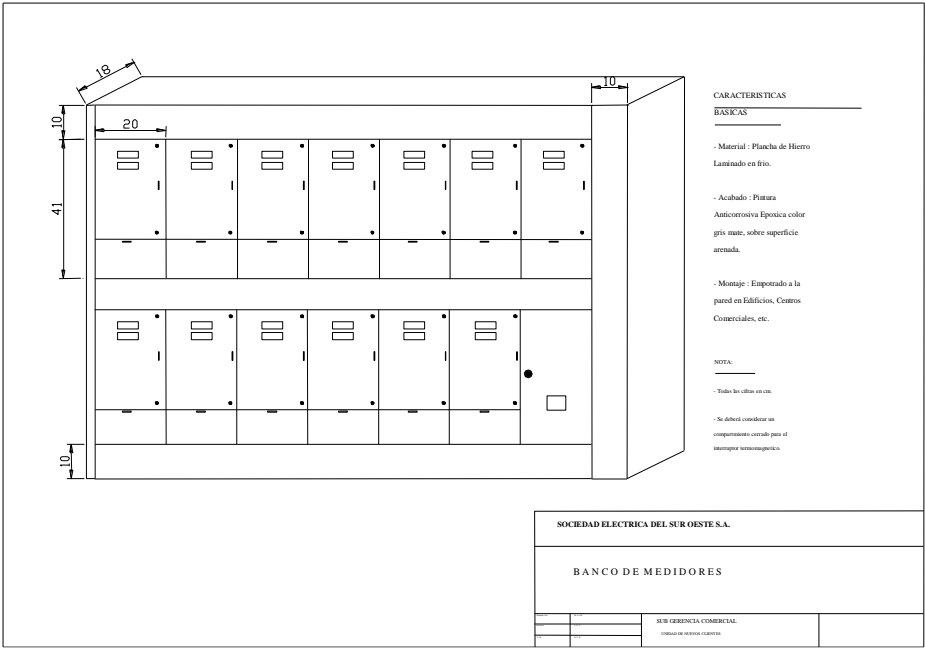 18
10
10
20
41
10
CARACTERISTICAS
BASICAS
- Material : Plancha de Hierro
Laminado en frio.
- Acabado : Pintura
Anticorrosiva Epoxica color
gris mate, sobre superficie
arenada.
- Montaje : Empotrado a la
pared en Edificios, Centros
Comerciales, etc.
NOTA:
- Todas las cifras en cm.
- Se deberá considerar un
compartimiento cerrado para el
interruptor termomagnetico.
SOCIEDAD ELECTRICA DEL SUR OESTE S.A.
BANCO DE MEDIDORES
SUB GERENCIA COMERCIAL
UNIDAD DE NUEVOS CLIENTES